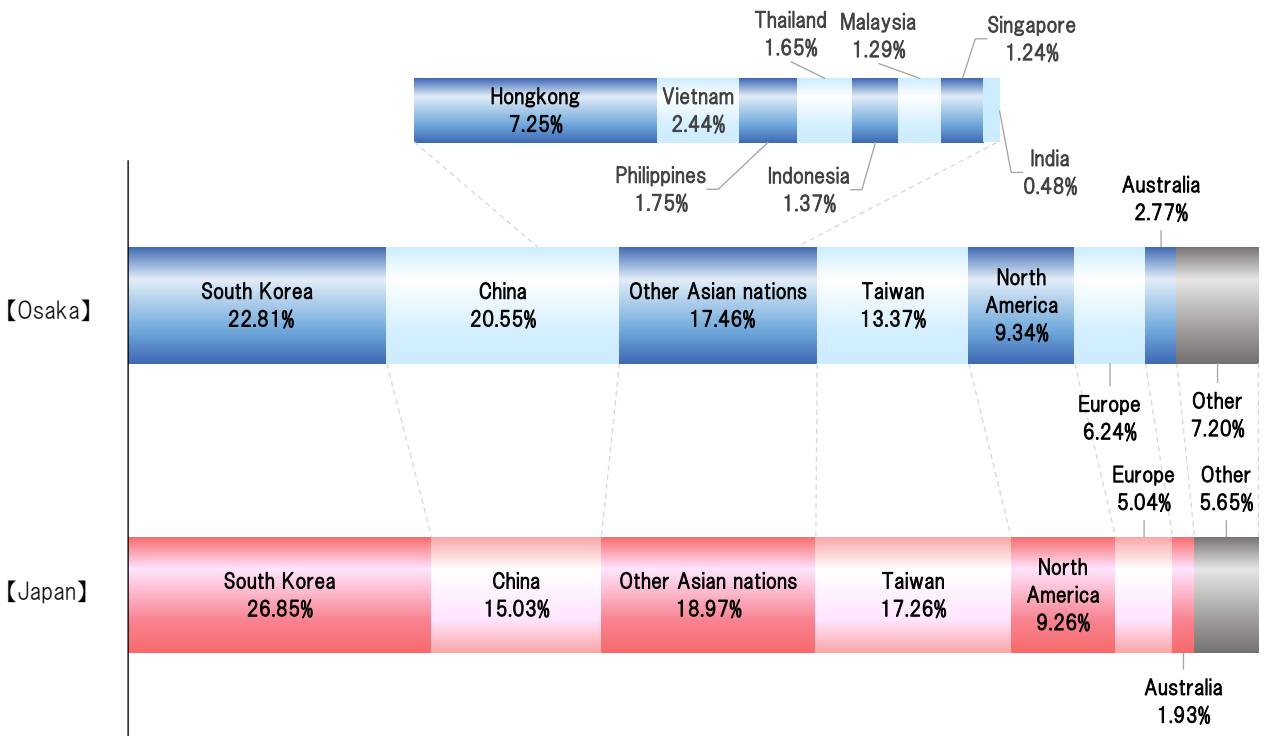 Thailand
1.65%
Malaysia
1.29%
Singapore
1.24%
Hongkong
7.25%
Vietnam
2.44%
Philippines
1.75%
Indonesia
1.37%
India
0.48%
Australia
2.77%
【Osaka】
South Korea
22.81%
China
20.55%
Other Asian nations
17.46%
Taiwan
13.37%
North
America
9.34%
Europe
6.24%
Other
7.20%
Europe
5.04%
Other
5.65%
【Japan】
South Korea
26.85%
China
15.03%
Other Asian nations
18.97%
Taiwan
17.26%
North
America
9.26%
Australia
1.93%